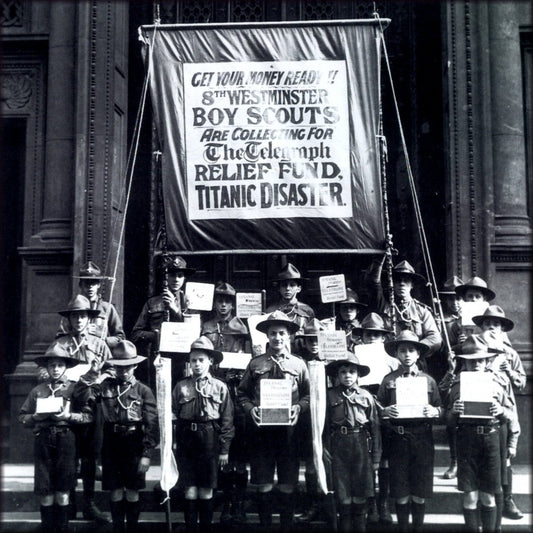 GET YOUR MONEY READY!!
8TH WESTMINSTER
BOY SCOUTS
ARE COLLECTING FOR
The Telegraph
RELIEF FUND.
TITANIC DISASTER.